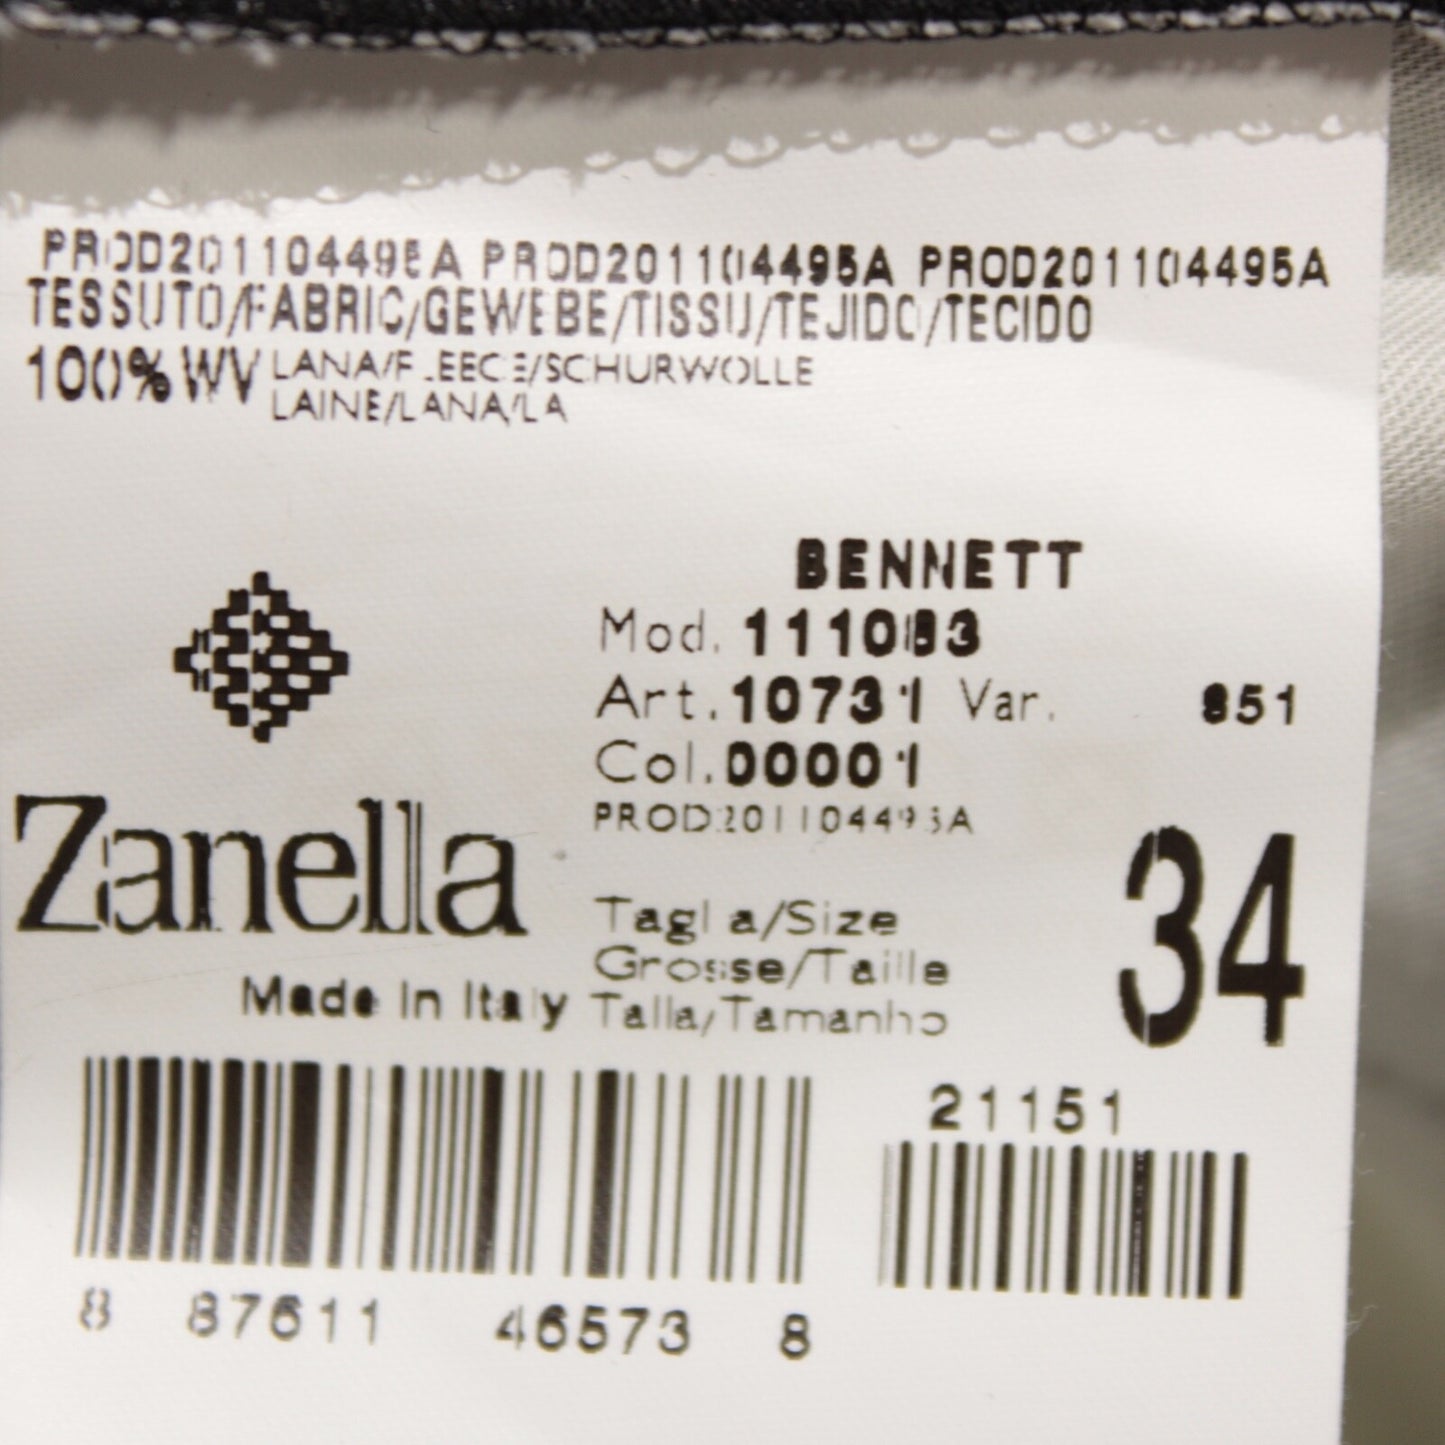 PROD201104495A PROD201104495A PROD201104495A
TESSUTO/FABRIC/GEWEBE/TISSU/TEJIDO/TECIDO
100%WV LANA/FLEECE/SCHURWOLLE
LAINE/LANA/LA
BENNETT
Mod. 111083
Art. 10731 Var. 851
Col. 00001
PROD201104495A
Zanella
Made In Italy
Taglia/Size
Grosse/Taille
Talla/Tamanho
34
21151
8 87611 46573 8